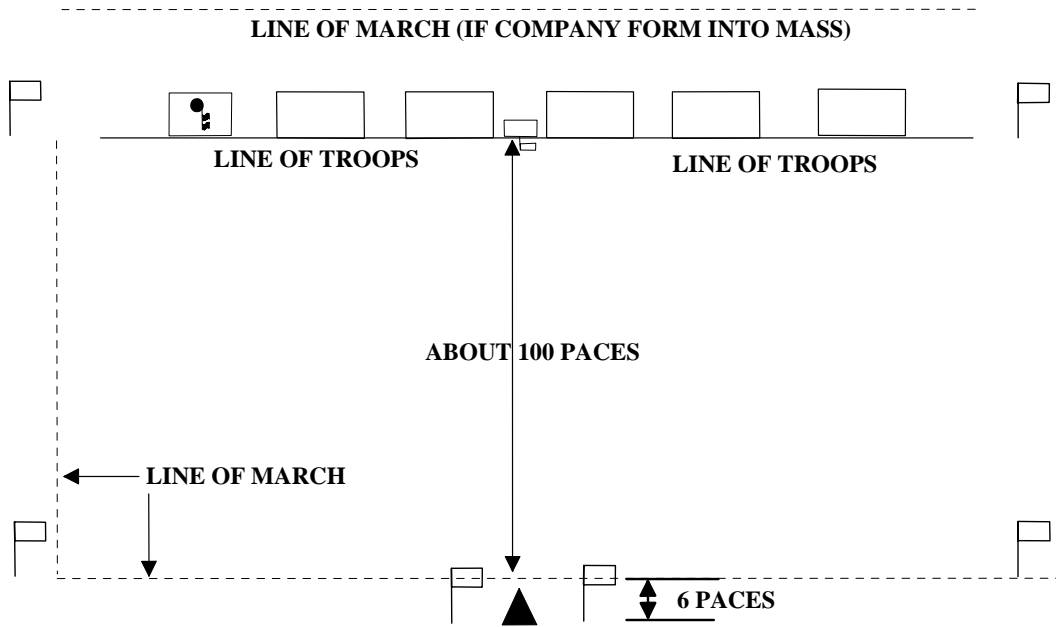 LINE OF MARCH (IF COMPANY FORM INTO MASS)
LINE OF TROOPS
LINE OF TROOPS
ABOUT 100 PACES
LINE OF MARCH
6 PACES